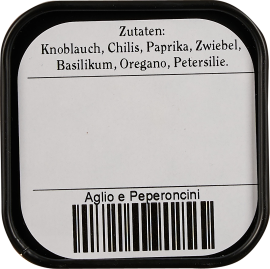 Zutaten:
Knoblauch, Chilis, Paprika, Zwiebel,
Basilikum, Oregano, Petersilie.
Aglio e Peperoncini